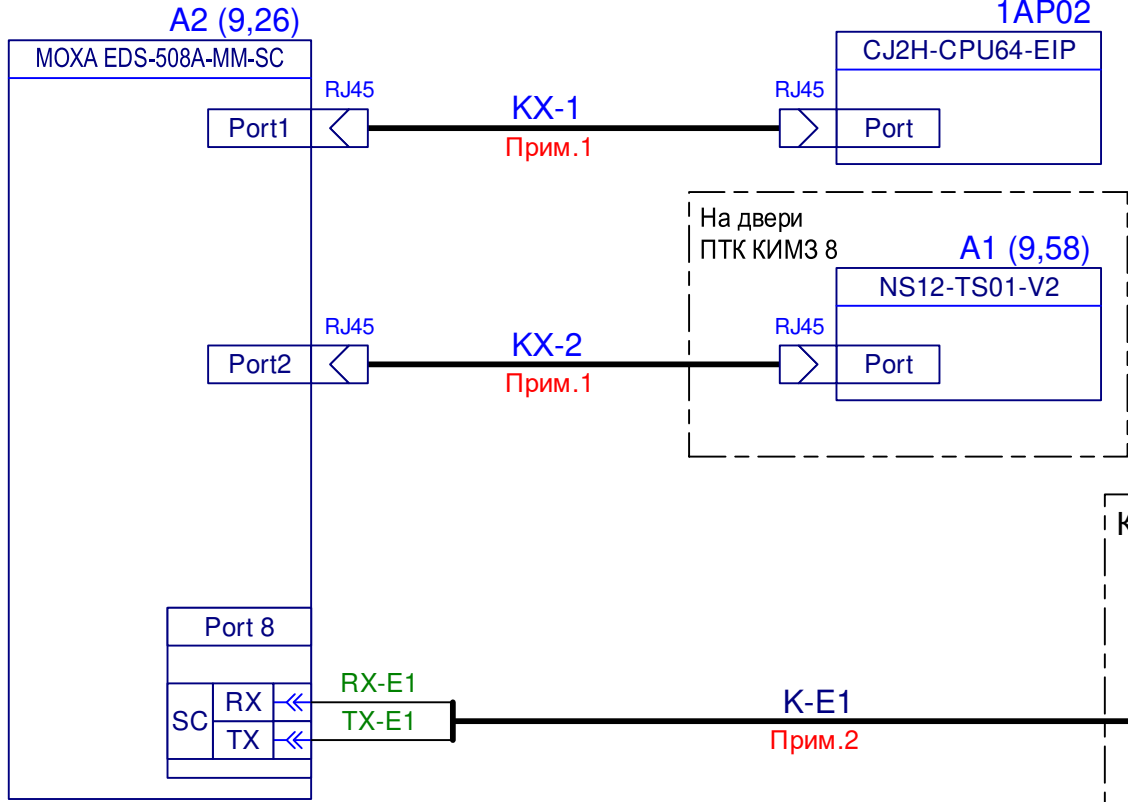 A2 (9,26)
1AP02
MOXA EDS-508A-MM-SC
CJ2H-CPU64-EIP
RJ45
KX-1
RJ45
Port1
Port
Прим.1
На двери
ПТК КИМЗ 8
A1 (9,58)
NS12-TS01-V2
RJ45
KX-2
RJ45
Port2
Port
Прим.1
Port 8
RX-E1
SC
RX
TX-E1
TX
K-E1
Прим.2